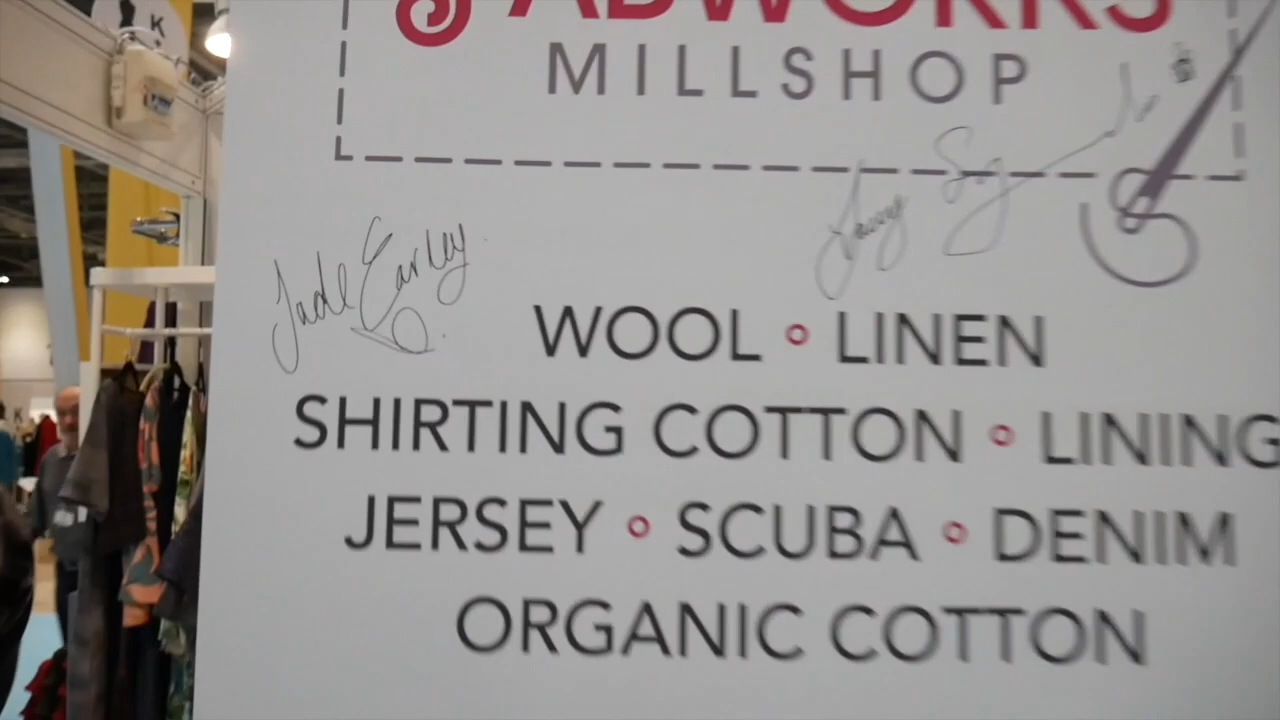 MILLSHOP
Jade Earley
WOOL • LINEN
SHIRTING COTTON • LINING
JERSEY • SCUBA • DENIM
ORGANIC COTTON
K